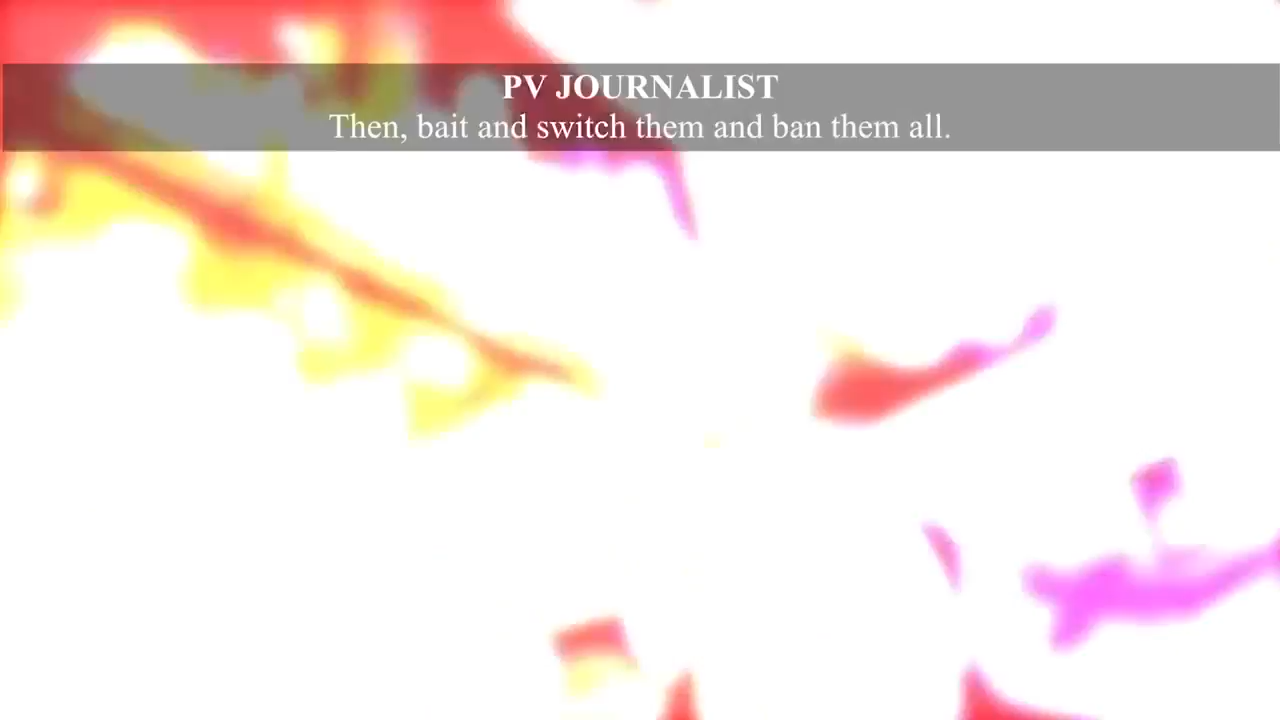 PV JOURNALIST
Then, bait and switch them and ban them all.